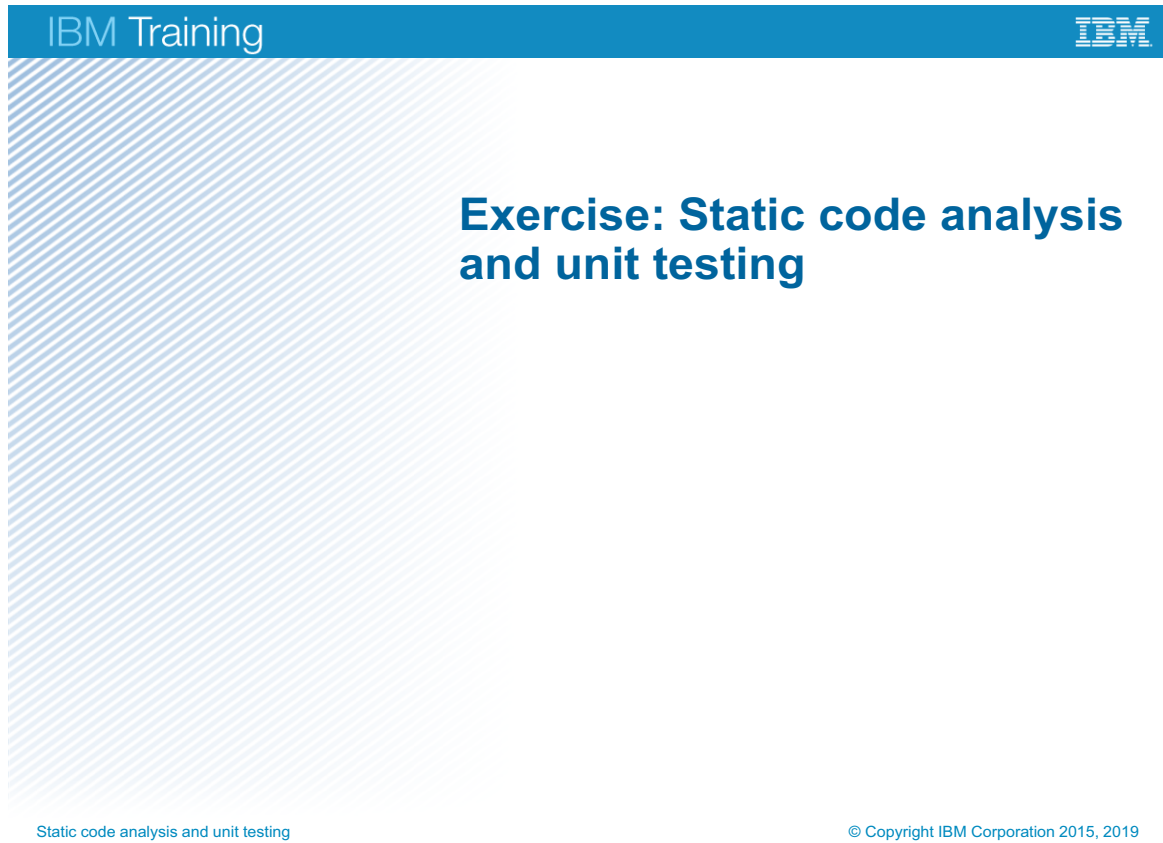 IBM Training
IBM
Exercise: Static code analysis
and unit testing
Static code analysis and unit testing
© Copyright IBM Corporation 2015, 2019